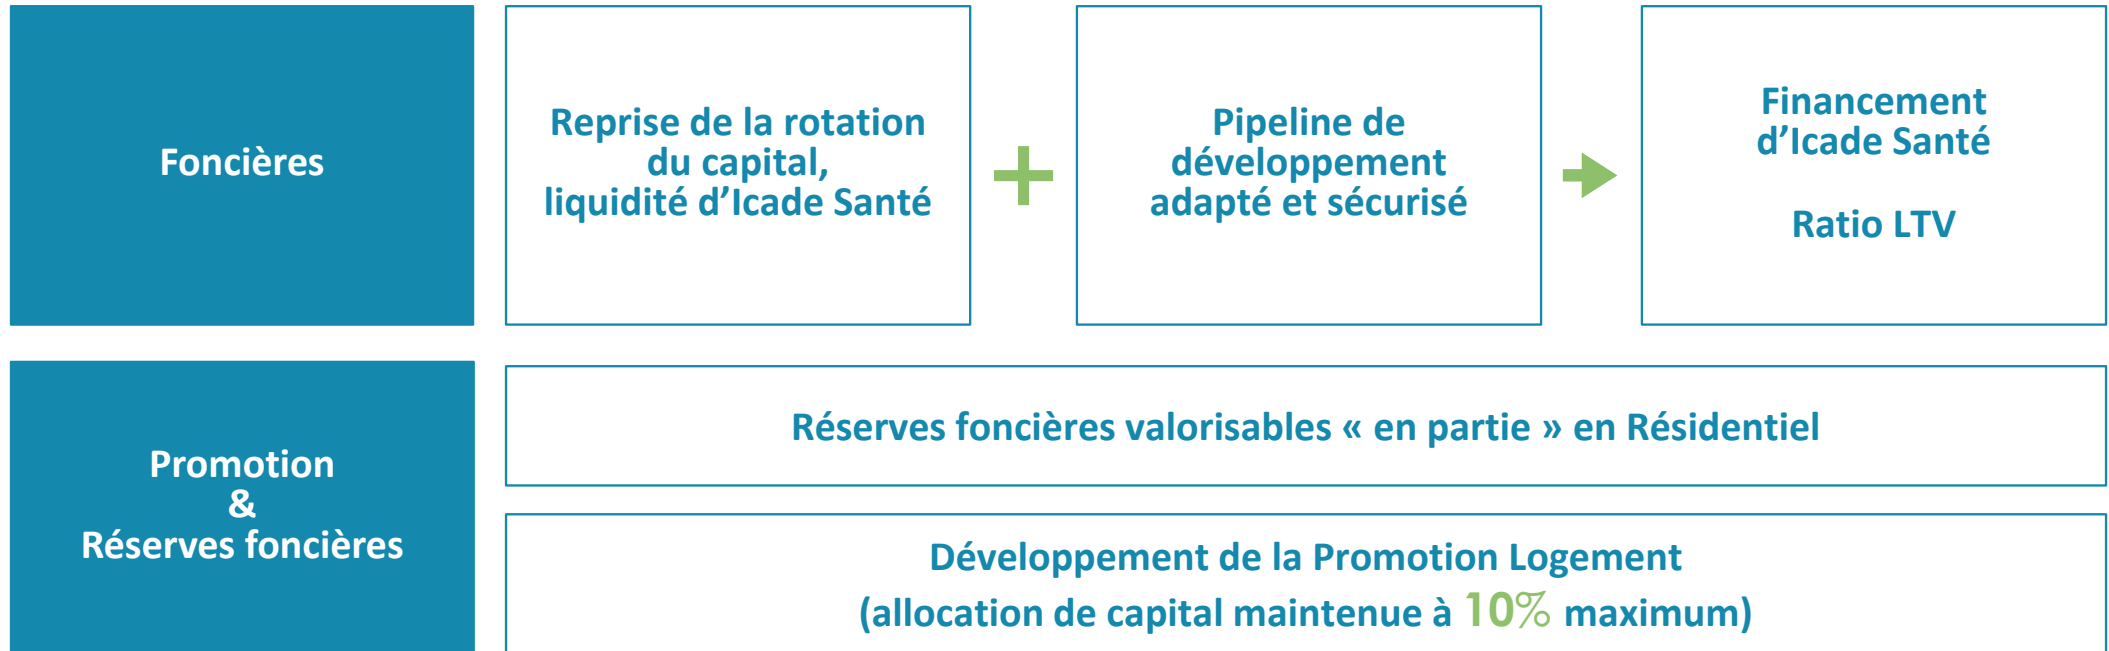 Foncières
Reprise de la rotation
du capital,
liquidité d’Icade Santé
Pipeline de
développement
adapté et sécurisé
Financement
d’Icade Santé
Ratio LTV
Promotion
&
Réserves foncières
Réserves foncières valorisables « en partie » en Résidentiel
Développement de la Promotion Logement
(allocation de capital maintenue à 10% maximum)